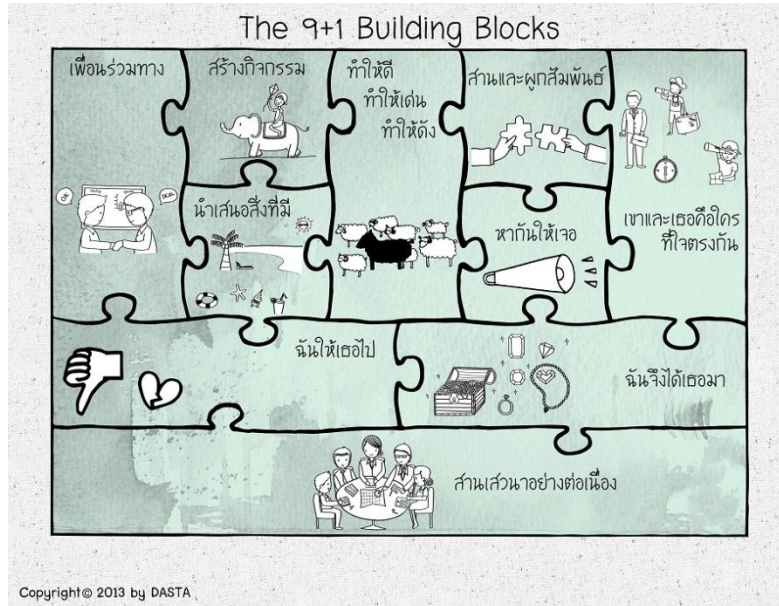 The 9+1 Building Blocks
เพื่อนร่วมทาง
สร้างกิจกรรม
ทำให้ดี
ทำให้เด่น
ทำให้ดัง
สานและผูกสัมพันธ์
เขาและเธอคือใคร
ที่ใจตรงกัน
นำเสนอสิ่งที่มี
หากันให้เจอ
OK
DEAL
ฉันให้เธอไป
ฉันจึงได้เธอมา
สานเสวนาอย่างต่อเนื่อง
Copyright© 2013 by DASTA